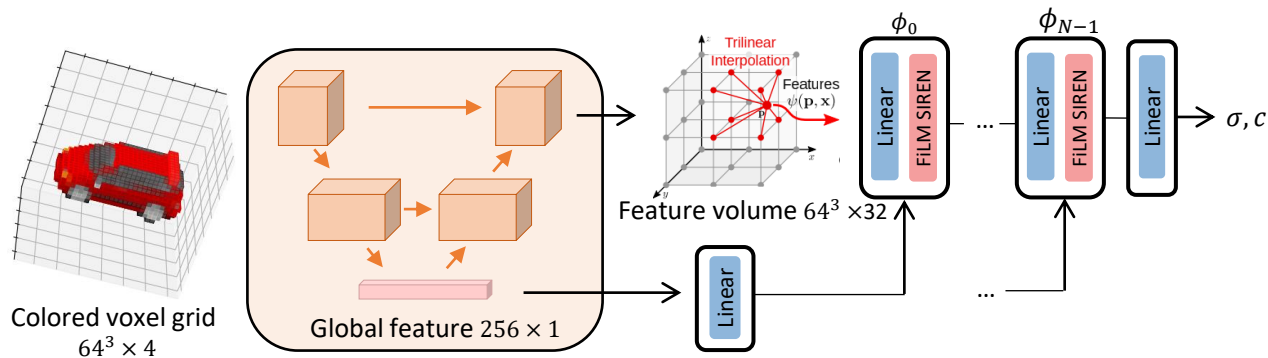 Colored voxel grid
64³ × 4
Global feature 256 × 1
Trilinear
Interpolation
Features
ψ(p, x)
p
z
x
y
Feature volume 64³ ×32
Linear
ϕ₀
Linear
FiLM SIREN
...
ϕ_{N−1}
Linear
FiLM SIREN
...
Linear
σ, c